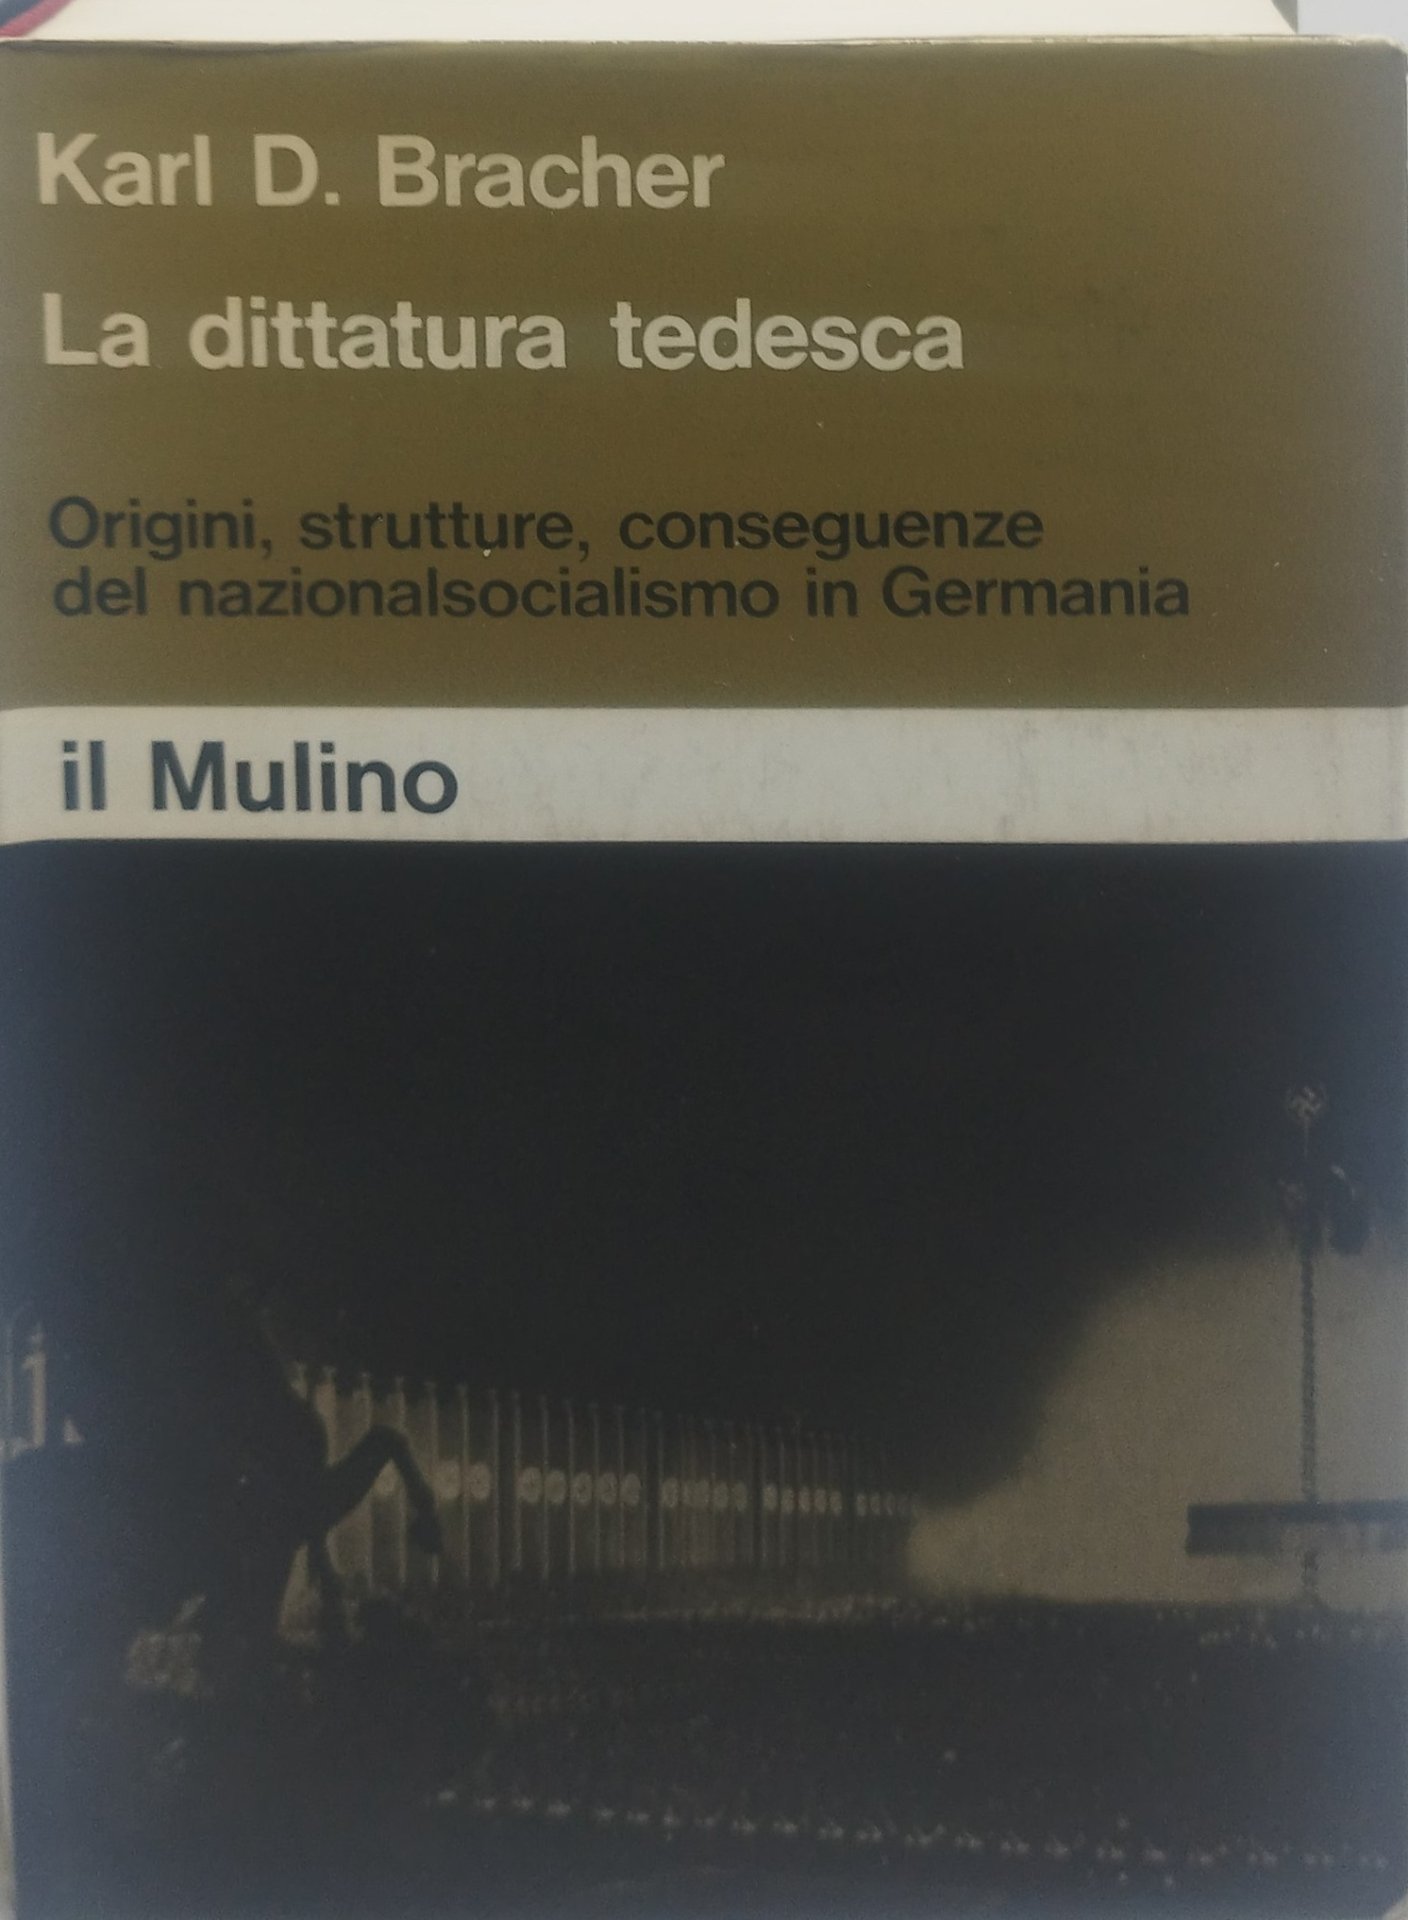 Karl D. Bracher
La dittatura tedesca
Origini, strutture, conseguenze
del nazionalsocialismo in Germania
il Mulino